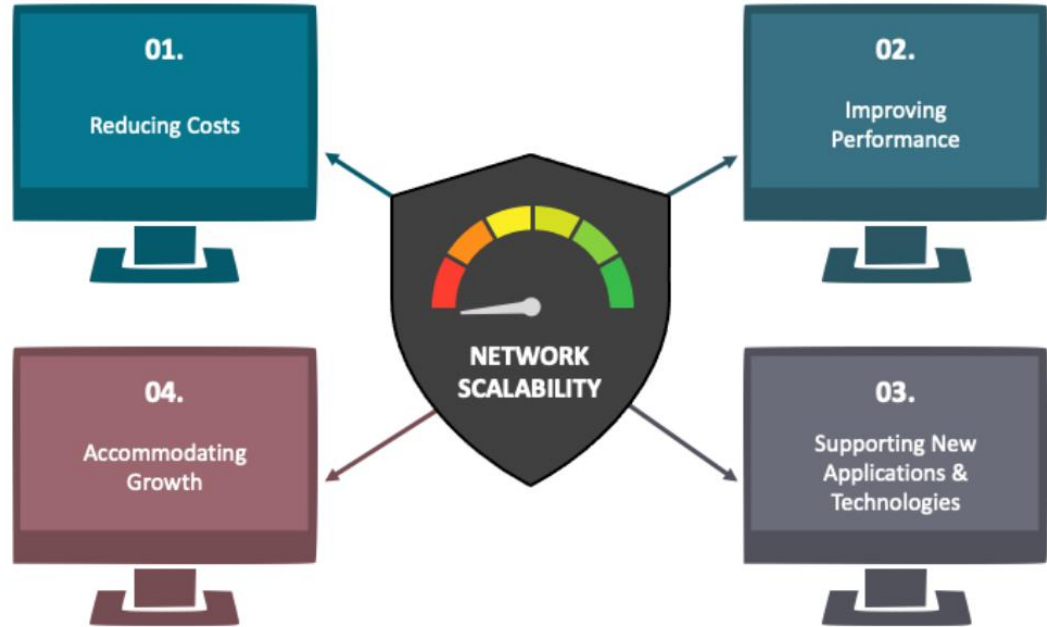 01.
Reducing Costs
02.
Improving
Performance
NETWORK
SCALABILITY
04.
Accommodating
Growth
03.
Supporting New
Applications &
Technologies